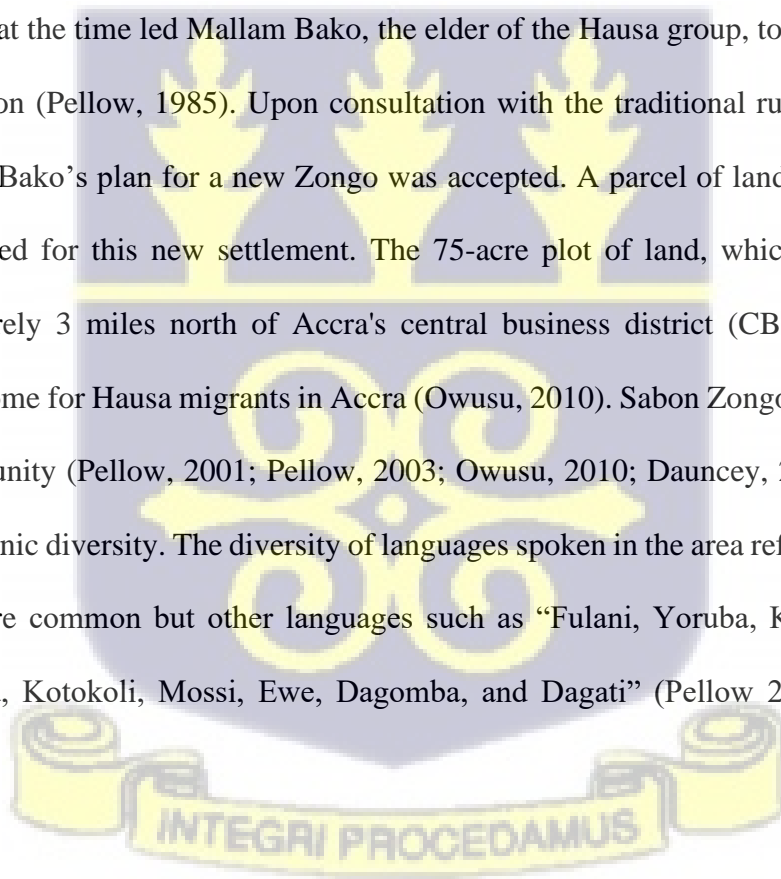 at the time led Mallam Bako, the elder of the Hausa group, to
on (Pellow, 1985). Upon consultation with the traditional ru
Bako’s plan for a new Zongo was accepted. A parcel of land
ed for this new settlement. The 75-acre plot of land, whic
rely 3 miles north of Accra's central business district (CB
ome for Hausa migrants in Accra (Owusu, 2010). Sabon Zongo
unity (Pellow, 2001; Pellow, 2003; Owusu, 2010; Dauncey, 2
nic diversity. The diversity of languages spoken in the area ref
re common but other languages such as “Fulani, Yoruba, K
, Kotokoli, Mossi, Ewe, Dagomba, and Dagati” (Pellow 2
INTEGRI PROCEDAMUS